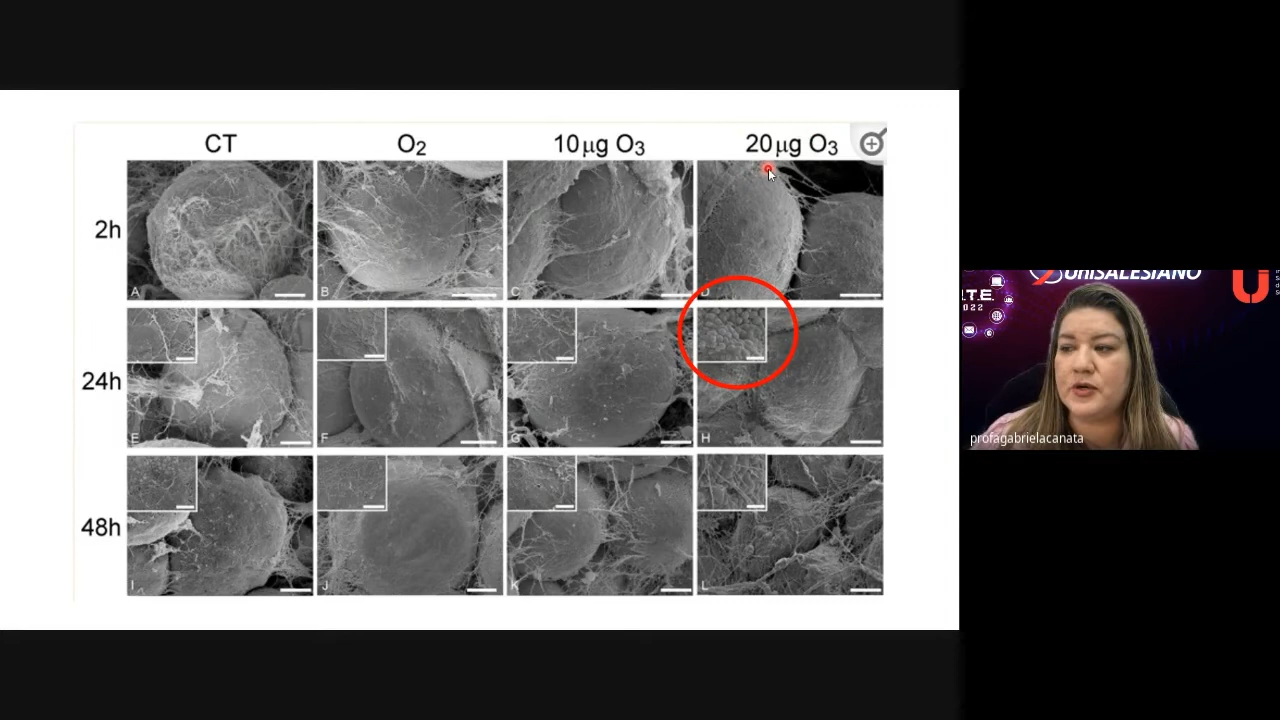 CT O2 10µg O3 20µg O3
2h
A B C D
24h
E F G H
48h
I J K L
UNISALESIANO
.T.E.
2022
profagabrielacanata